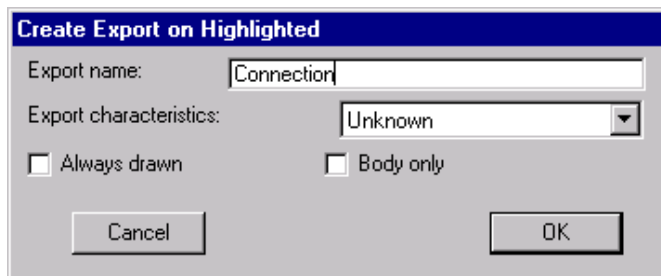 Create Export on Highlighted
Export name: Connection
Export characteristics: Unknown
Always drawn Body only
Cancel OK